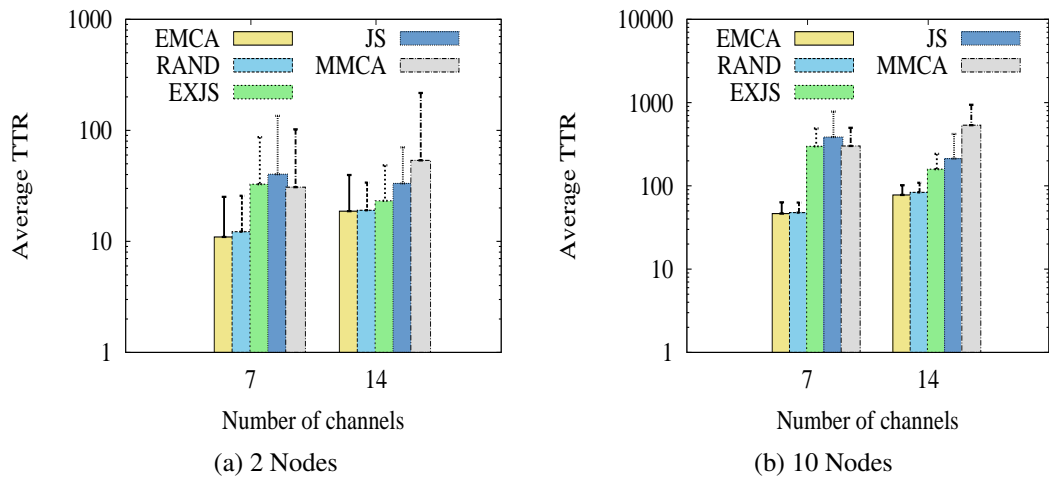 1000
100
10
1
Average TTR
EMCA
RAND
EXJS
JS
MMCA
7 14
Number of channels
(a) 2 Nodes
10000
1000
100
10
1
Average TTR
EMCA
RAND
EXJS
JS
MMCA
7 14
Number of channels
(b) 10 Nodes